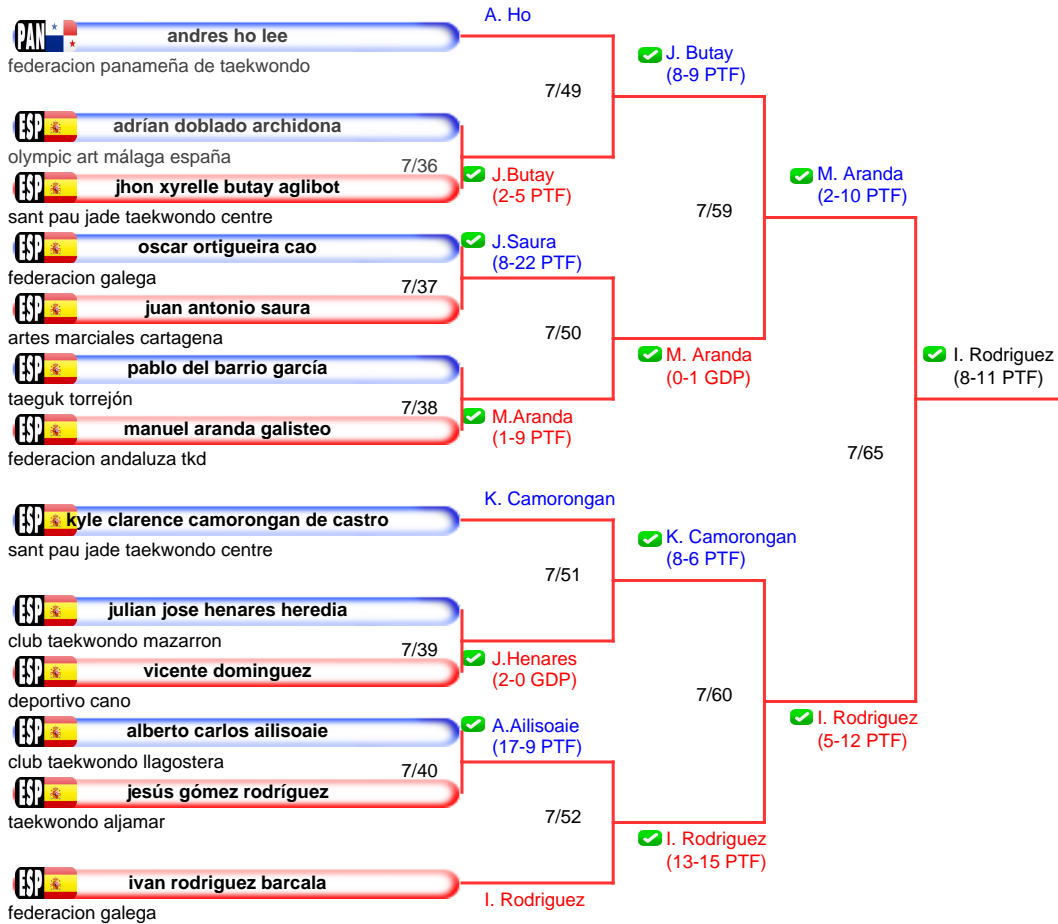 A. Ho
PAN andres ho lee
federacion panameña de taekwondo
J. Butay
(8-9 PTF)
7/49
ESP adrían doblado archidona
olympic art málaga españa
7/36
J.Butay
(2-5 PTF)
ESP jhon xyrelle butay aglibot
sant pau jade taekwondo centre
M. Aranda
(2-10 PTF)
7/59
ESP oscar ortigueira cao
federacion galega
J.Saura
(8-22 PTF)
7/37
ESP juan antonio saura
artes marciales cartagena
7/50
M. Aranda
(0-1 GDP)
I. Rodriguez
(8-11 PTF)
ESP pablo del barrio garcía
taeguk torrejón
7/38
M.Aranda
(1-9 PTF)
ESP manuel aranda galisteo
federacion andaluza tkd
7/65
K. Camorongan
ESP kyle clarence camorongan de castro
sant pau jade taekwondo centre
K. Camorongan
(8-6 PTF)
7/51
ESP julian jose henares heredia
club taekwondo mazarron
7/39
J.Henares
(2-0 GDP)
ESP vicente dominguez
deportivo cano
7/60
I. Rodriguez
(5-12 PTF)
ESP alberto carlos ailisoaie
club taekwondo llagostera
A.Ailisoaie
(17-9 PTF)
7/40
ESP jesús gómez rodríguez
taekwondo aljamar
7/52
I. Rodriguez
(13-15 PTF)
ESP ivan rodriguez barcala
federacion galega
I. Rodriguez